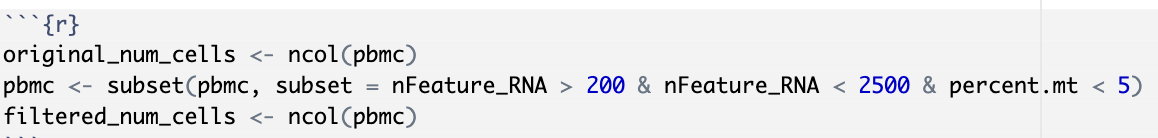 ```{r}
original_num_cells <- ncol(pbmc)
pbmc <- subset(pbmc, subset = nFeature_RNA > 200 & nFeature_RNA < 2500 & percent.mt < 5)
filtered_num_cells <- ncol(pbmc)
```